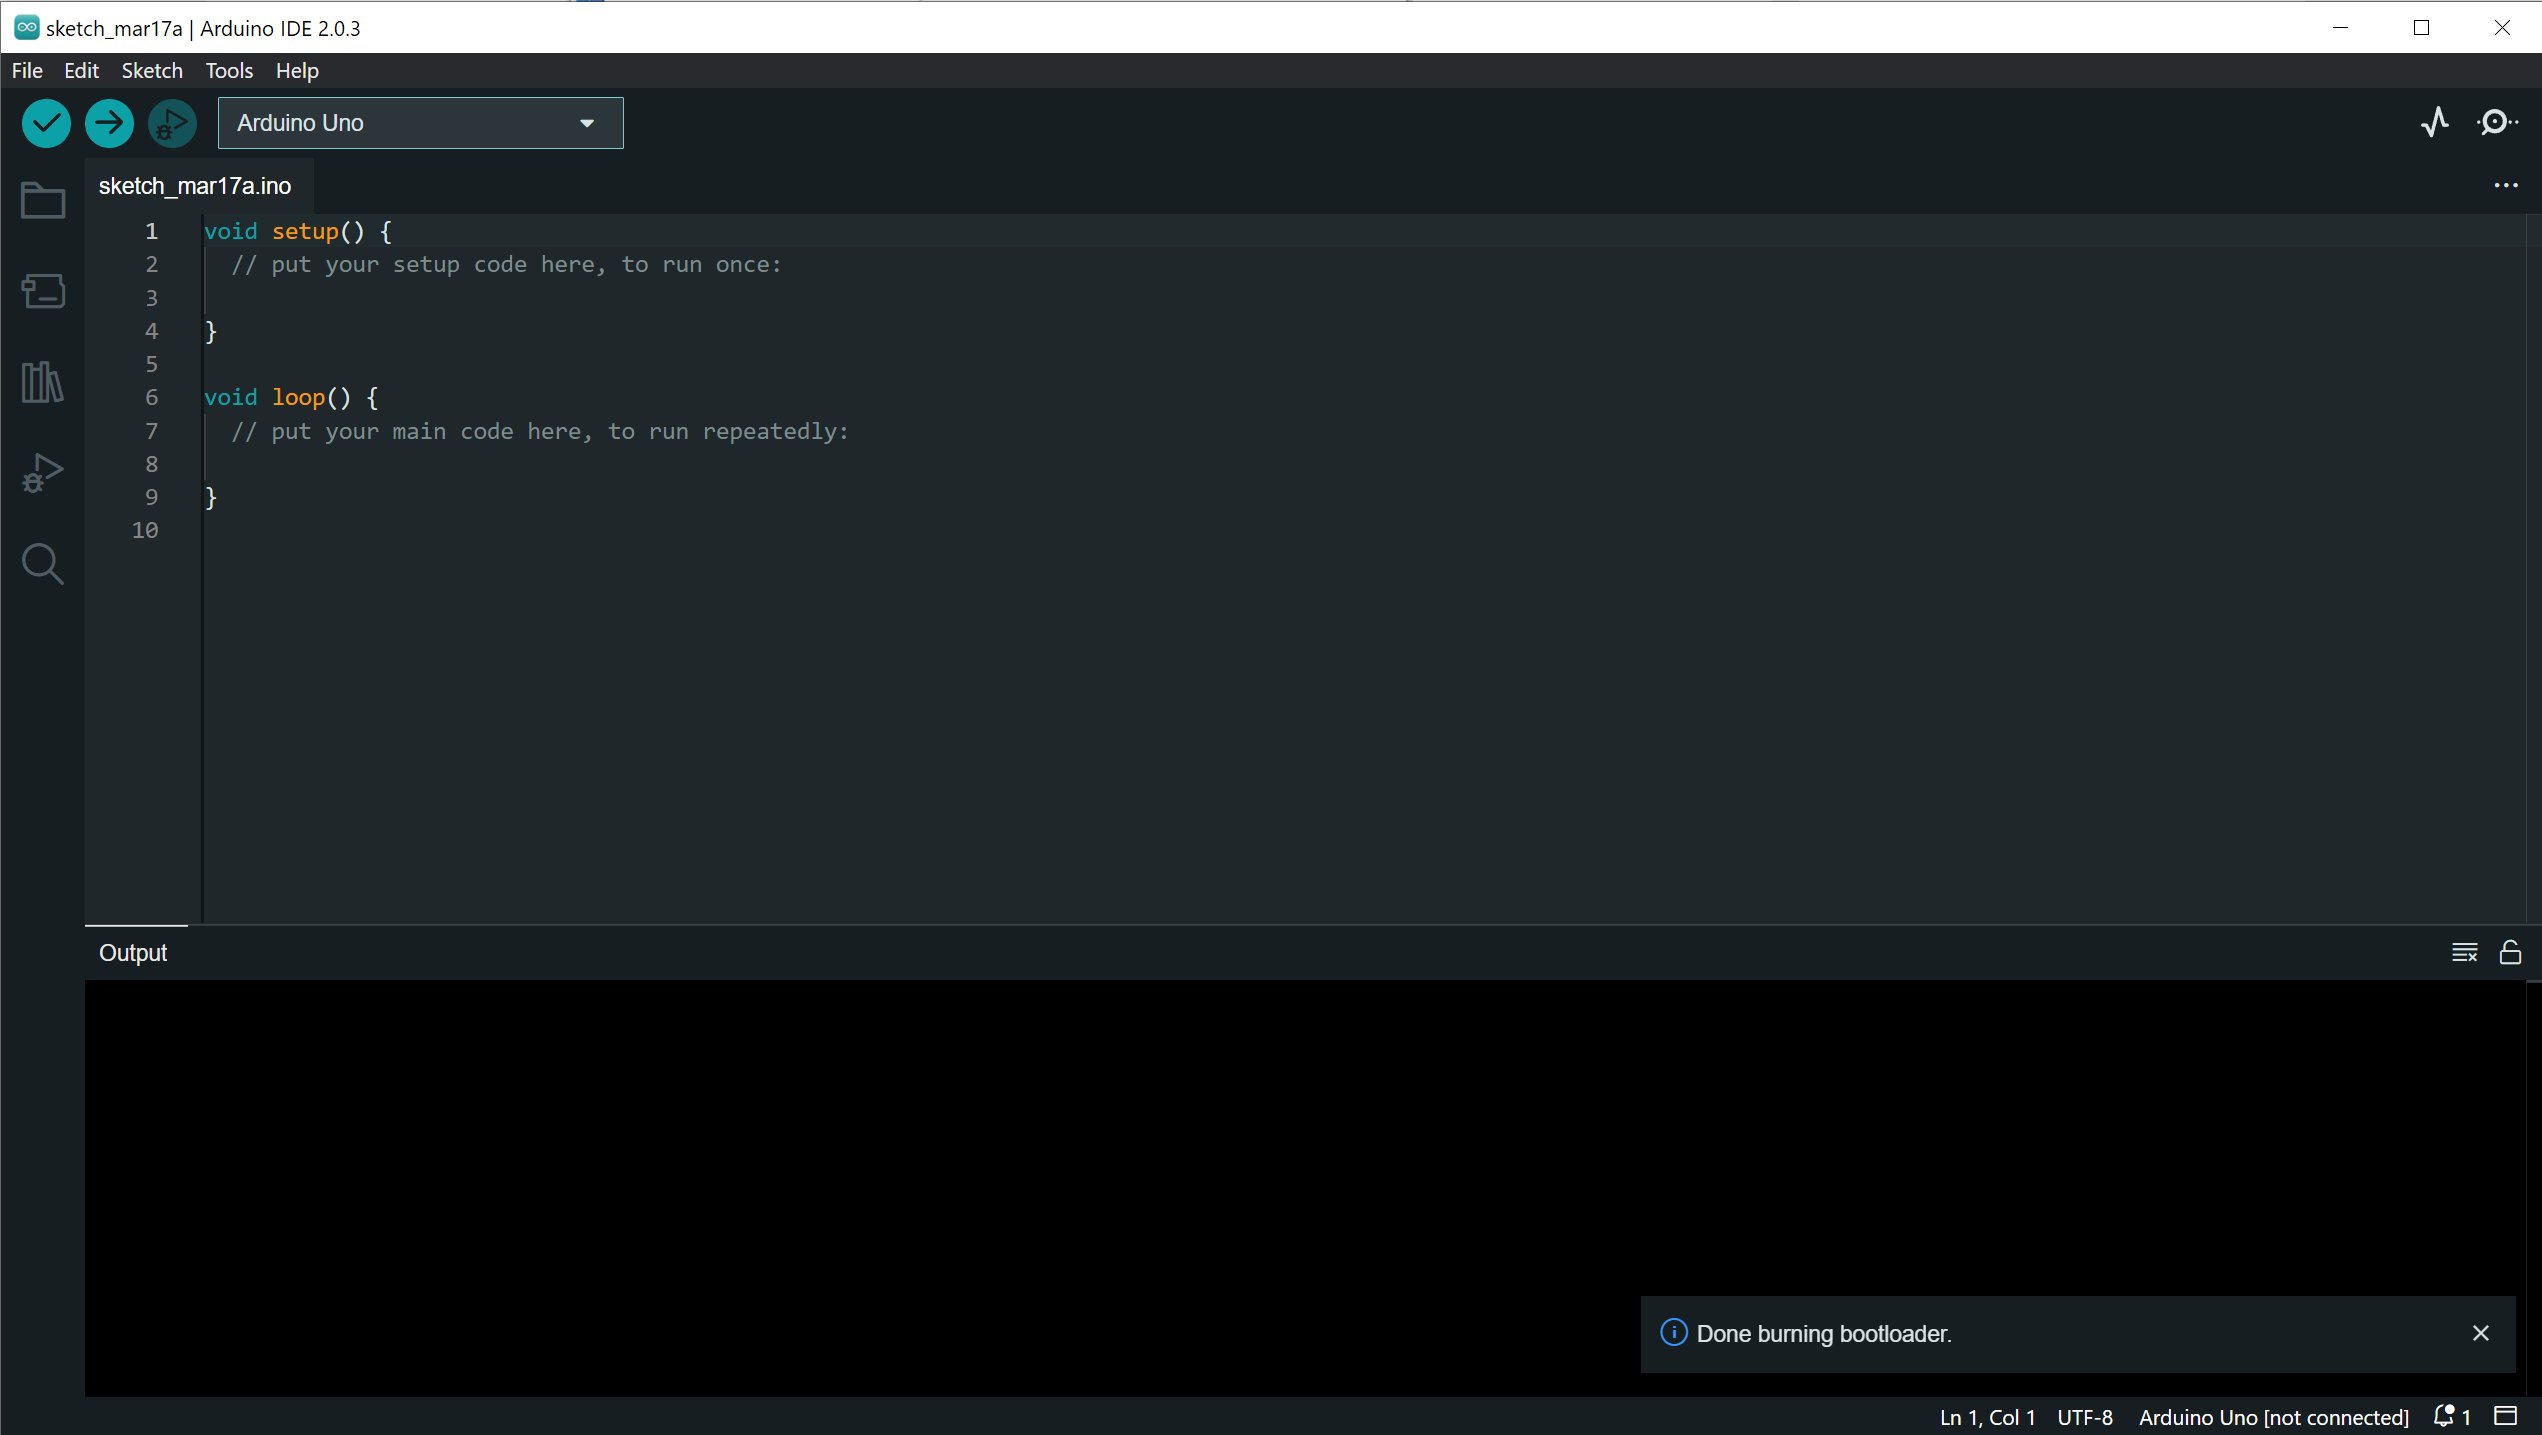 sketch_mar17a | Arduino IDE 2.0.3
File Edit Sketch Tools Help
Arduino Uno
sketch_mar17a.ino
1 void setup() {
2   // put your setup code here, to run once:
3
4 }
5
6 void loop() {
7   // put your main code here, to run repeatedly:
8
9 }
10
Output
Done burning bootloader.
Ln 1, Col 1 UTF-8 Arduino Uno [not connected] 1